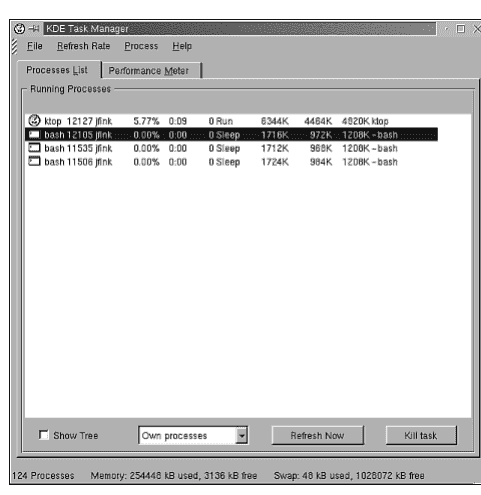 KDE Task Manager
File Refresh Rate Process Help
Processes List Performance Meter
Running Processes
ktop 12127 jfink 5.77% 0:09 0 Run 6344K 4464K 4820K ktop
bash 12105 jfink 0.00% 0:00 0 Sleep 1716K 972K 1208K -bash
bash 11535 jfink 0.00% 0:00 0 Sleep 1712K 968K 1208K -bash
bash 11506 jfink 0.00% 0:00 0 Sleep 1724K 984K 1208K -bash
Show Tree Own processes Refresh Now Kill task
124 Processes Memory: 254448 kB used, 3136 kB free Swap: 48 kB used, 1028072 kB free